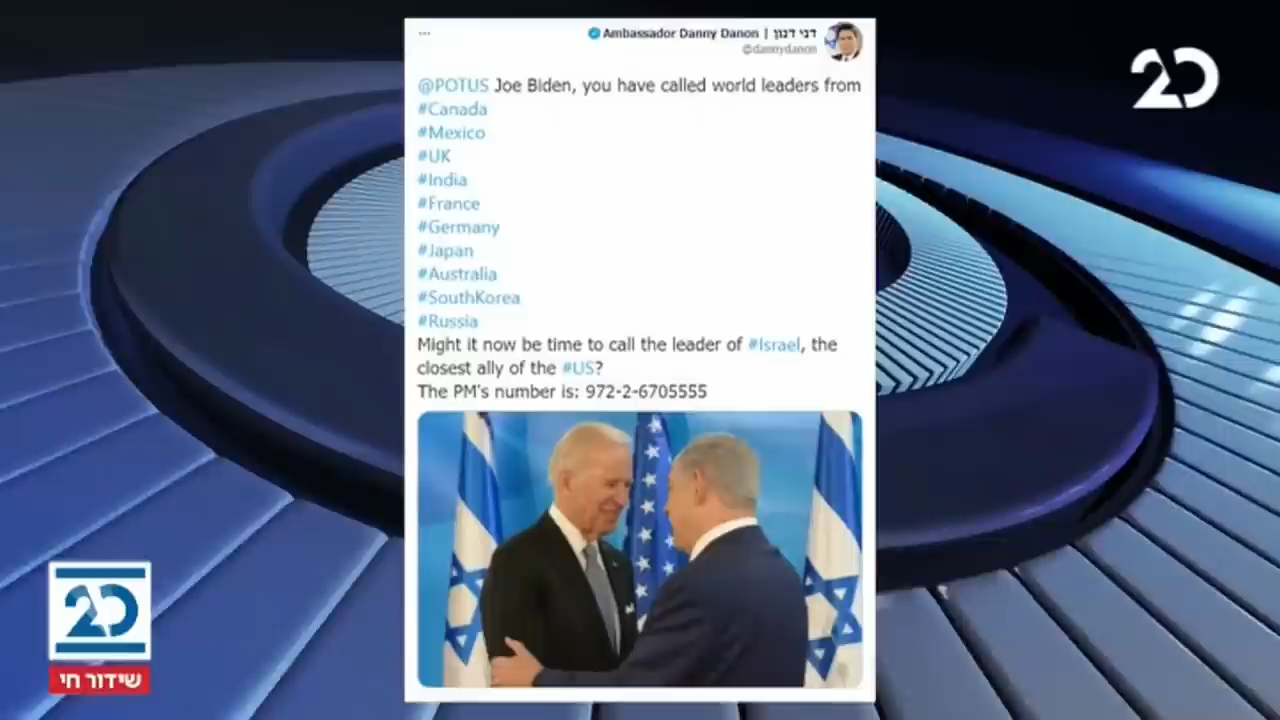 Ambassador Danny Danon | דני דנון
@dannydanon
20
@POTUS Joe Biden, you have called world leaders from
#Canada
#Mexico
#UK
#India
#France
#Germany
#Japan
#Australia
#SouthKorea
#Russia
Might it now be time to call the leader of #Israel, the
closest ally of the #US?
The PM's number is: 972-2-6705555
20
שידור חי